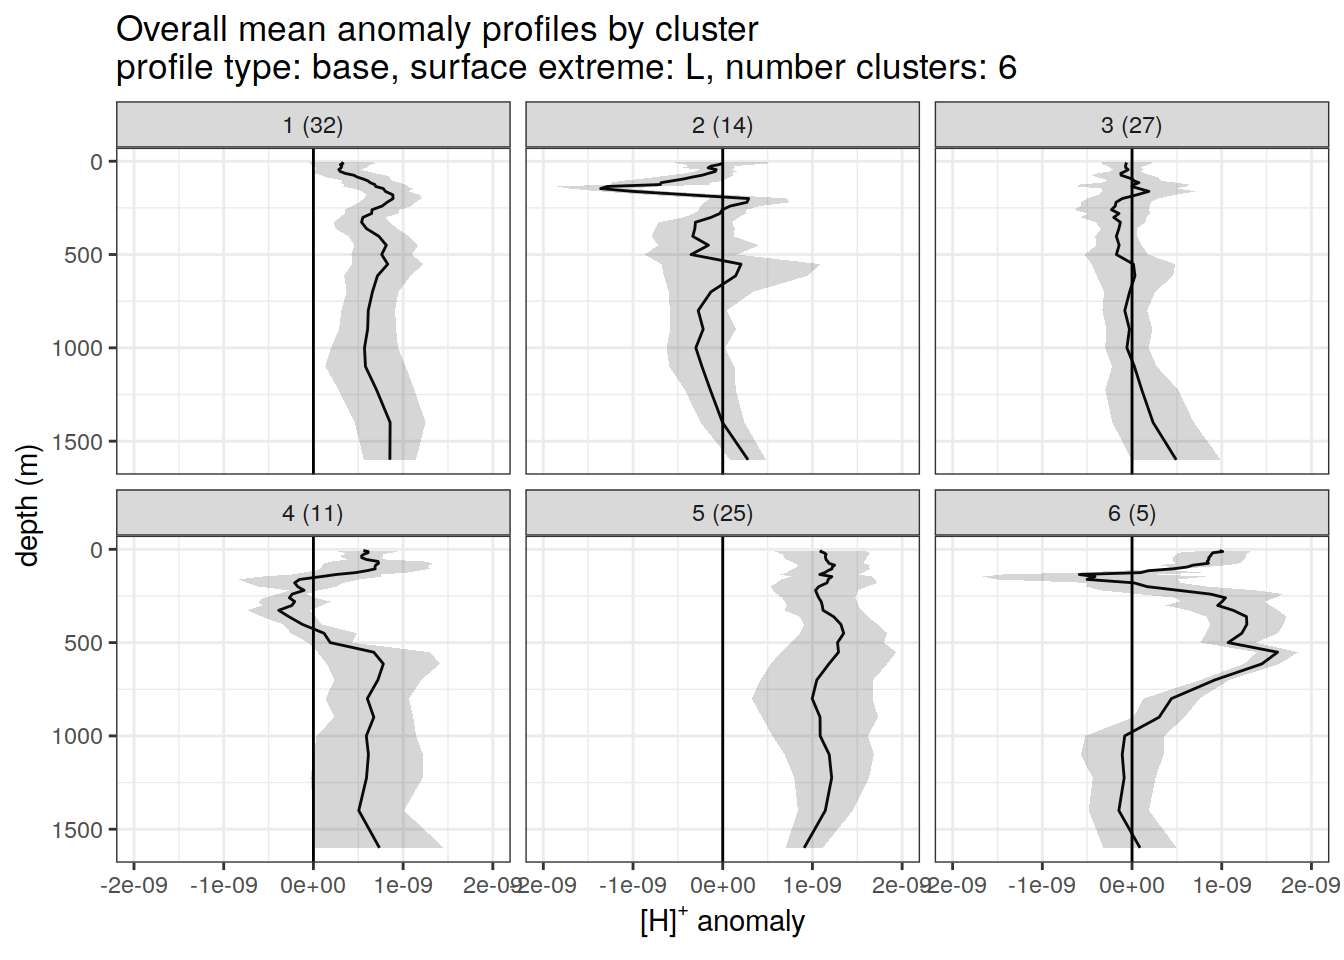 Overall mean anomaly profiles by cluster
profile type: base, surface extreme: L, number clusters: 6
1 (32)
2 (14)
3 (27)
0
500
1000
1500
4 (11)
5 (25)
6 (5)
0
500
1000
1500
depth (m)
-2e-09 -1e-09 0e+00 1e-09 2e-09
-2e-09 -1e-09 0e+00 1e-09 2e-09
-2e-09 -1e-09 0e+00 1e-09 2e-09
[H]⁺ anomaly